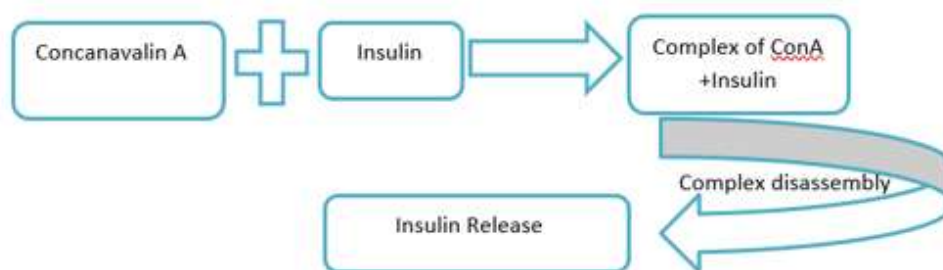 Concanavalin A
Insulin
Complex of ConA
+Insulin
Complex disassembly
Insulin Release